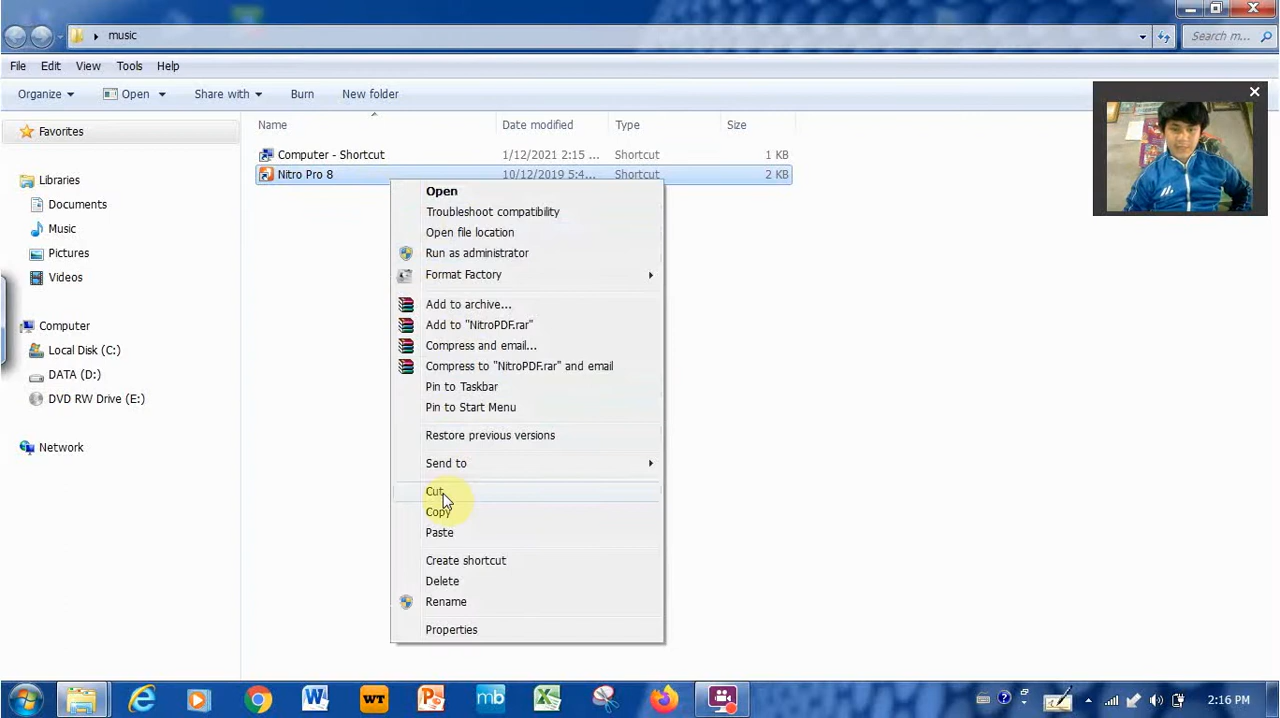 music
Search m...
File Edit View Tools Help
Organize Open Share with Burn New folder
Name Date modified Type Size
Favorites
Computer - Shortcut 1/12/2021 2:15 ... Shortcut 1 KB
Nitro Pro 8 10/12/2019 5:4... Shortcut 2 KB
Libraries
Documents
Music
Pictures
Videos
Computer
Local Disk (C:)
DATA (D:)
DVD RW Drive (E:)
Network
Open
Troubleshoot compatibility
Open file location
Run as administrator
Format Factory
Add to archive...
Add to "NitroPDF.rar"
Compress and email...
Compress to "NitroPDF.rar" and email
Pin to Taskbar
Pin to Start Menu
Restore previous versions
Send to
Cut
Copy
Paste
Create shortcut
Delete
Rename
Properties
WT
mb
2:16 PM